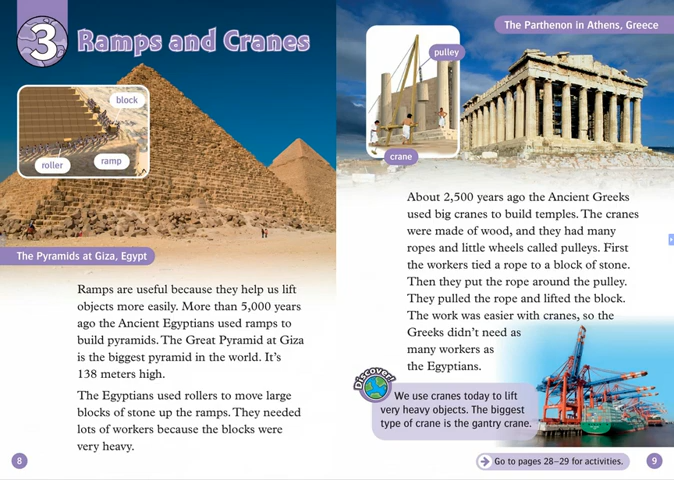 3 Ramps and Cranes
block
roller
ramp
The Pyramids at Giza, Egypt
Ramps are useful because they help us lift
objects more easily. More than 5,000 years
ago the Ancient Egyptians used ramps to
build pyramids. The Great Pyramid at Giza
is the biggest pyramid in the world. It's
138 meters high.
The Egyptians used rollers to move large
blocks of stone up the ramps. They needed
lots of workers because the blocks were
very heavy.
8
The Parthenon in Athens, Greece
pulley
crane
About 2,500 years ago the Ancient Greeks
used big cranes to build temples. The cranes
were made of wood, and they had many
ropes and little wheels called pulleys. First
the workers tied a rope to a block of stone.
Then they put the rope around the pulley.
They pulled the rope and lifted the block.
The work was easier with cranes, so the
Greeks didn't need as
many workers as
the Egyptians.
Discover!
We use cranes today to lift
very heavy objects. The biggest
type of crane is the gantry crane.
Go to pages 28–29 for activities.
9